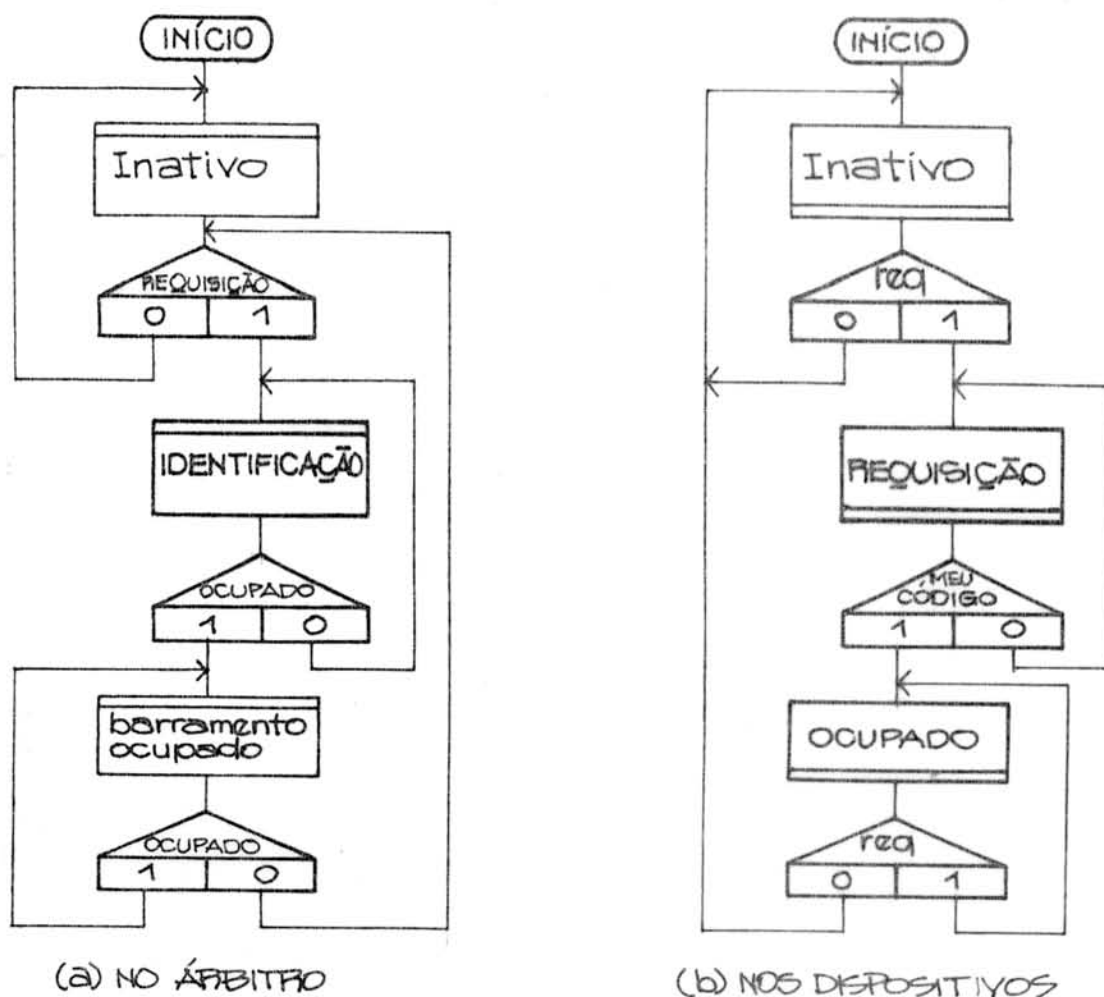 INÍCIO
Inativo
REQUISIÇÃO
0 1
IDENTIFICAÇÃO
OCUPADO
1 0
barramento
ocupado
OCUPADO
1 0
(a) NO ÁRBITRO
INÍCIO
Inativo
req
0 1
REQUISIÇÃO
MEU
CÓDIGO
1 0
OCUPADO
req
0 1
(b) NOS DISPOSITIVOS